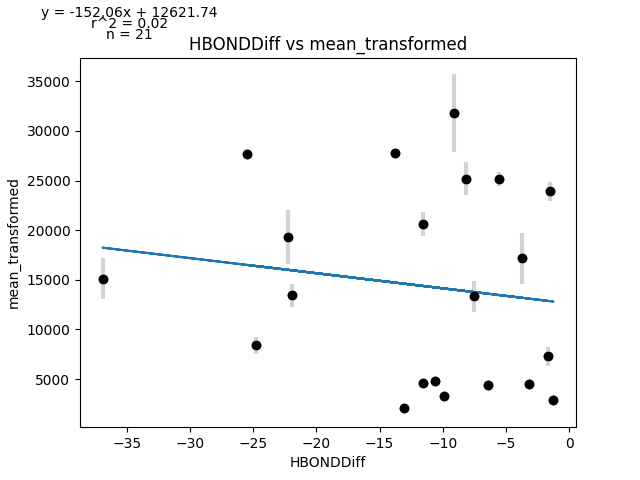 y = -152.06x + 12621.74
r^2 = 0.02
n = 21
HBONDDiff vs mean_transformed
35000
30000
25000
20000
15000
10000
5000
mean_transformed
−35 −30 −25 −20 −15 −10 −5 0
HBONDDiff